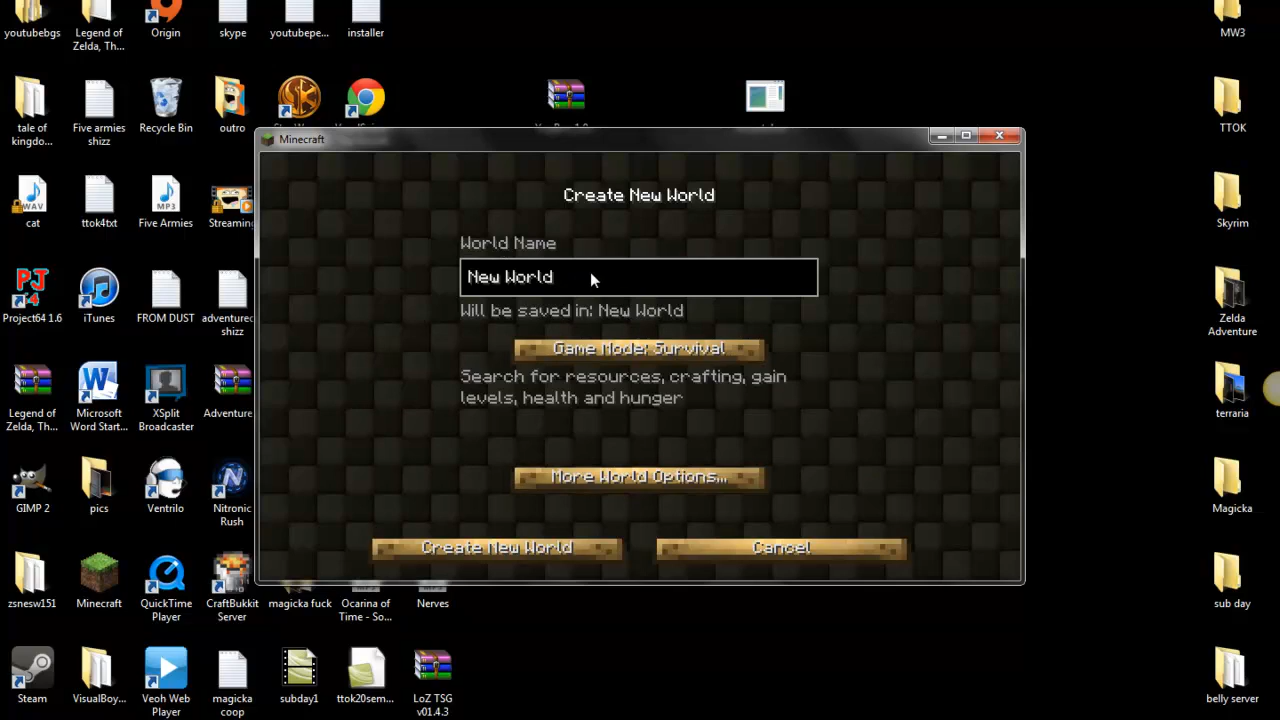 youtubebgs
Legend of
Zelda, Th...
Origin
skype
youtubepe...
installer
MW3
tale of
kingdo...
Five armies
shizz
Recycle Bin
outro
TTOK
Minecraft
Create New World
World Name
New World
Will be saved in: New World
Game Mode: Survival
Search for resources, crafting, gain
levels, health and hunger
More World Options...
Create New World
Cancel
cat
ttok4txt
Five Armies
Streaming
Skyrim
Project64 1.6
iTunes
FROM DUST
adventurec
shizz
Zelda
Adventure
Legend of
Zelda, Th...
Microsoft
Word Start...
XSplit
Broadcaster
Adventure
terraria
GIMP 2
pics
Ventrilo
Nitronic
Rush
Magicka
zsnesw151
Minecraft
QuickTime
Player
CraftBukkit
Server
magicka fuck
Ocarina of
Time - So...
Nerves
sub day
Steam
VisualBoy...
Veoh Web
Player
magicka
coop
subday1
ttok20sem...
LoZ TSG
v01.4.3
belly server